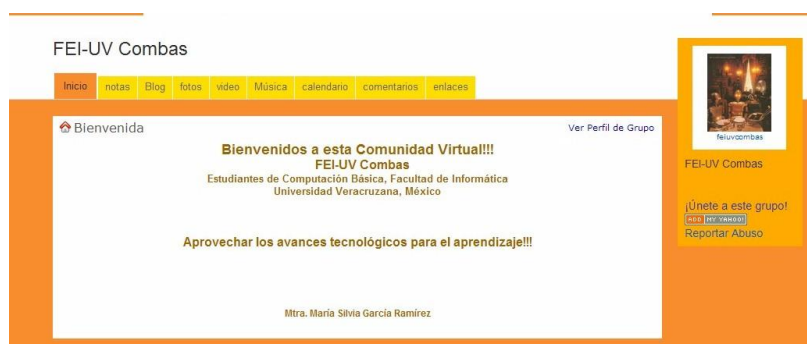 FEI-UV Combas
Inicio notas Blog fotos video Música calendario comentarios enlaces
Bienvenida
Ver Perfil de Grupo
Bienvenidos a esta Comunidad Virtual!!!
FEI-UV Combas
Estudiantes de Computación Básica, Facultad de Informática
Universidad Veracruzana, México
Aprovechar los avances tecnológicos para el aprendizaje!!!
Mtra. María Silvia García Ramírez
feiuvcombas
FEI-UV Combas
¡Únete a este grupo!
ADD MY YAHOO!
Reportar Abuso